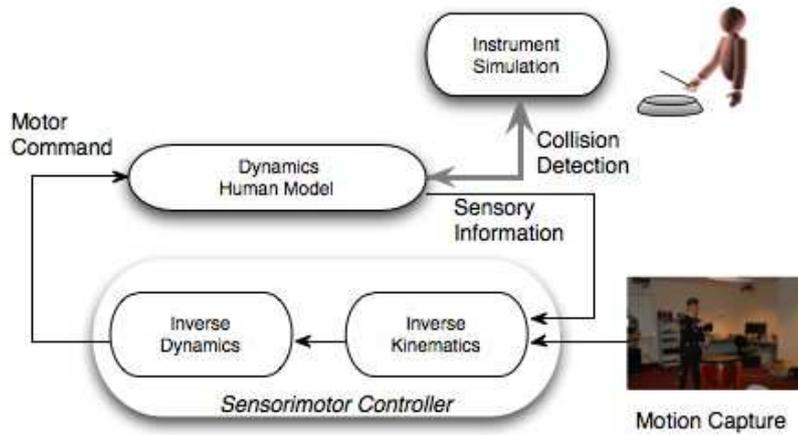 Instrument
Simulation
Motor
Command
Collision
Detection
Dynamics
Human Model
Sensory
Information
Inverse
Dynamics
Inverse
Kinematics
Sensorimotor Controller
Motion Capture